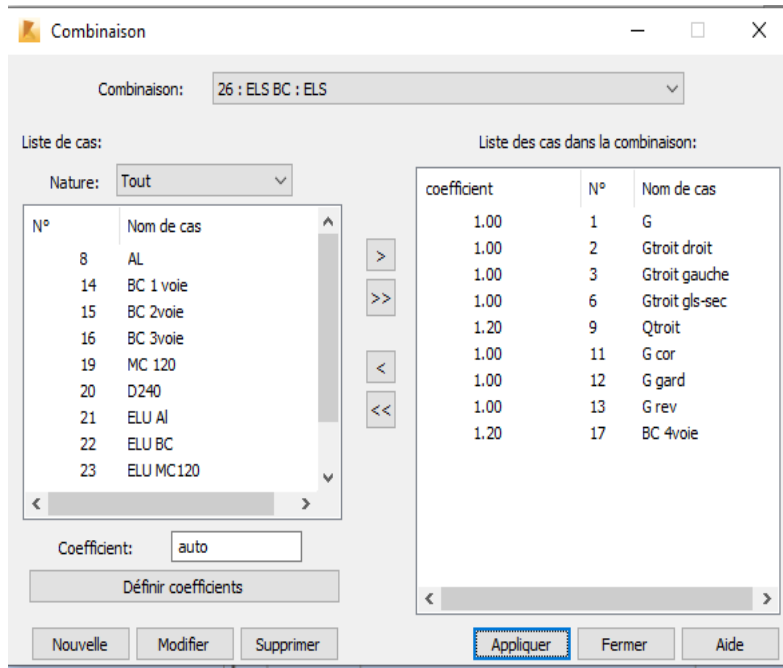 Combinaison
Combinaison: 26 : ELS BC : ELS
Liste de cas:
Nature: Tout
N° Nom de cas
8 AL
14 BC 1 voie
15 BC 2voie
16 BC 3voie
19 MC 120
20 D240
21 ELU Al
22 ELU BC
23 ELU MC120
Coefficient: auto
Définir coefficients
Nouvelle Modifier Supprimer
> 
>>
<
<<
Liste des cas dans la combinaison:
coefficient N° Nom de cas
1.00 1 G
1.00 2 Gtroit droit
1.00 3 Gtroit gauche
1.00 6 Gtroit gls-sec
1.20 9 Qtroit
1.00 11 G cor
1.00 12 G gard
1.00 13 G rev
1.20 17 BC 4voie
Appliquer Fermer Aide